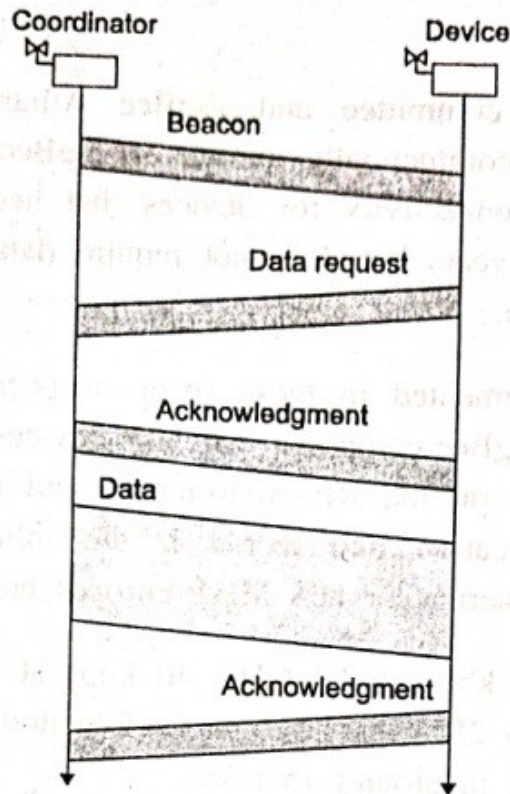 Coordinator
Device
Beacon
Data request
Acknowledgment
Data
Acknowledgment